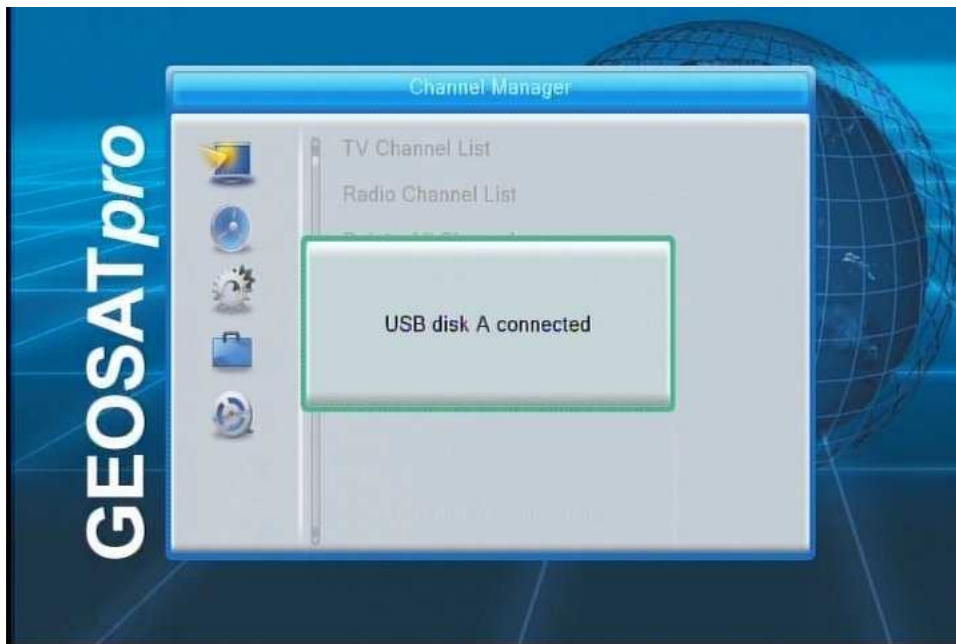 GEOSATpro
Channel Manager
TV Channel List
Radio Channel List
USB disk A connected